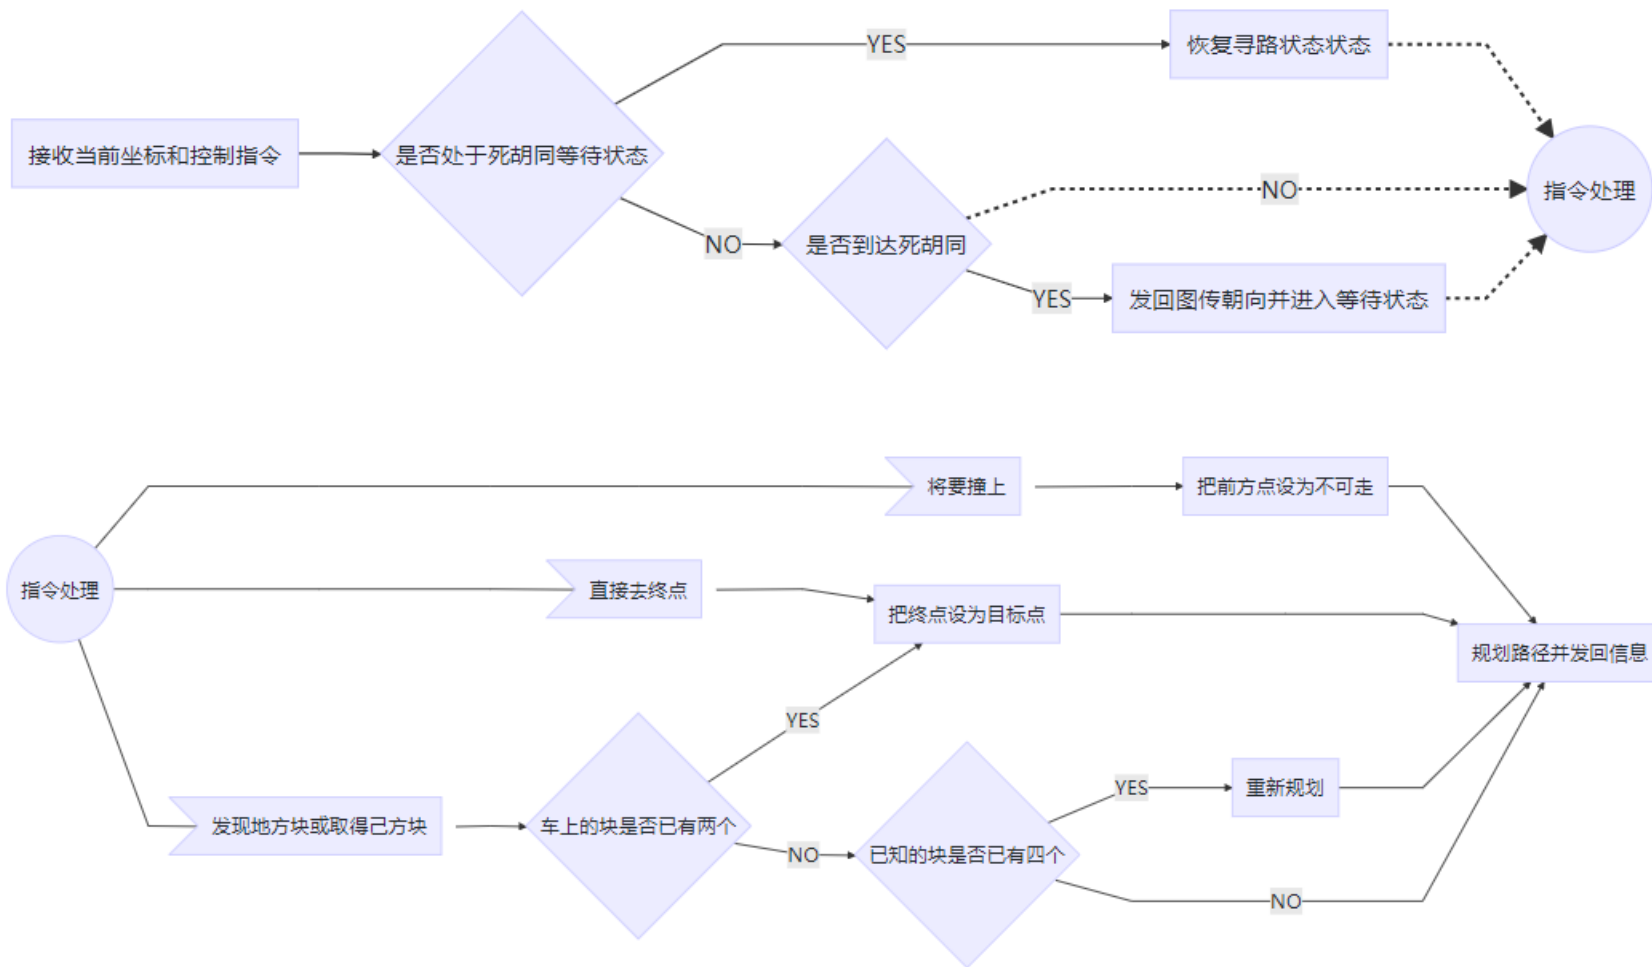 YES
恢复寻路状态状态
接收当前坐标和控制指令
是否处于死胡同等待状态
NO
指令处理
NO
是否到达死胡同
YES
发回图传朝向并进入等待状态
将要撞上
把前方点设为不可走
指令处理
直接去终点
把终点设为目标点
规划路径并发回信息
YES
发现地方块或取得己方块
车上的块是否已有两个
NO
已知的块是否已有四个
YES
重新规划
NO